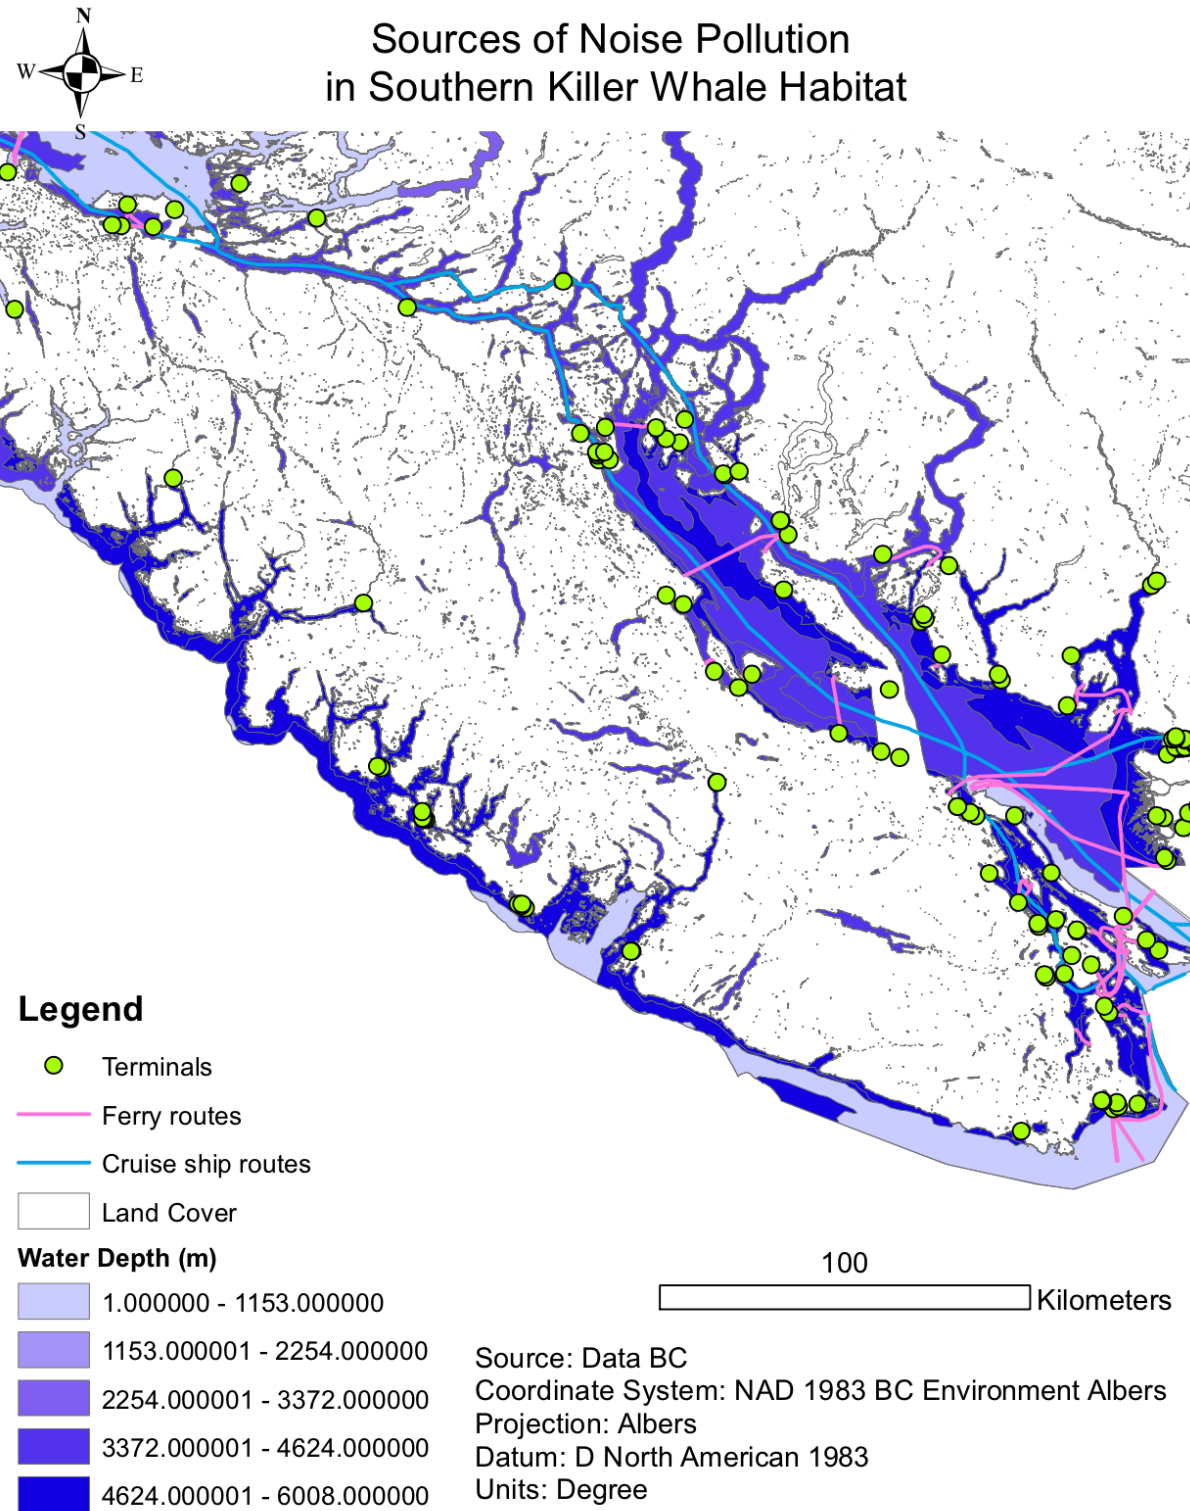 N
W E
S
Sources of Noise Pollution
in Southern Killer Whale Habitat
Legend
Terminals
Ferry routes
Cruise ship routes
Land Cover
Water Depth (m)
1.000000 - 1153.000000
1153.000001 - 2254.000000
2254.000001 - 3372.000000
3372.000001 - 4624.000000
4624.000001 - 6008.000000
100
Kilometers
Source: Data BC
Coordinate System: NAD 1983 BC Environment Albers
Projection: Albers
Datum: D North American 1983
Units: Degree